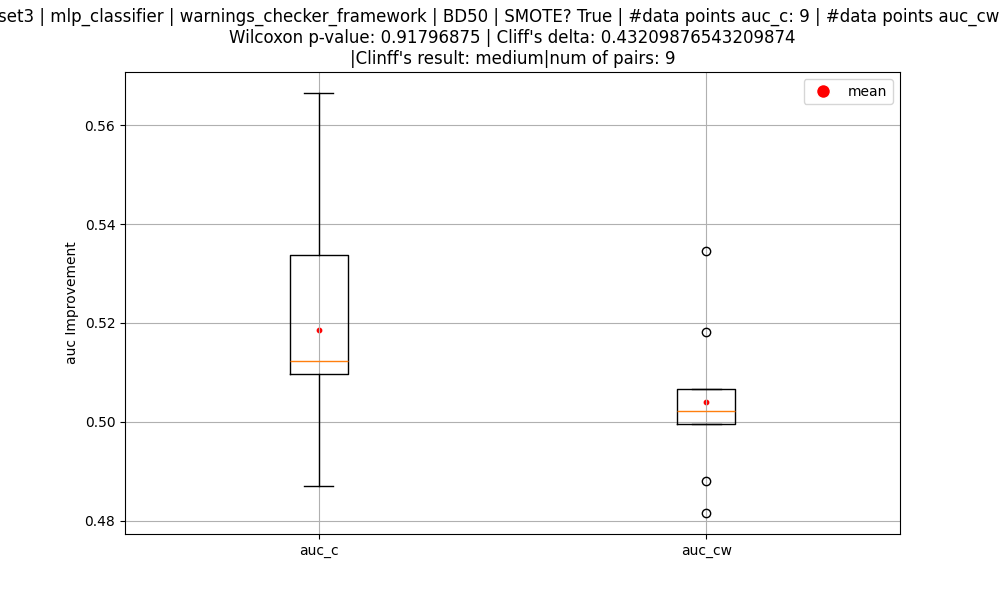 set3 | mlp_classifier | warnings_checker_framework | BD50 | SMOTE? True | #data points auc_c: 9 | #data points auc_cw
Wilcoxon p-value: 0.91796875 | Cliff's delta: 0.43209876543209874
|Clinff's result: medium|num of pairs: 9
mean
0.56
0.54
0.52
0.50
0.48
auc Improvement
auc_c
auc_cw